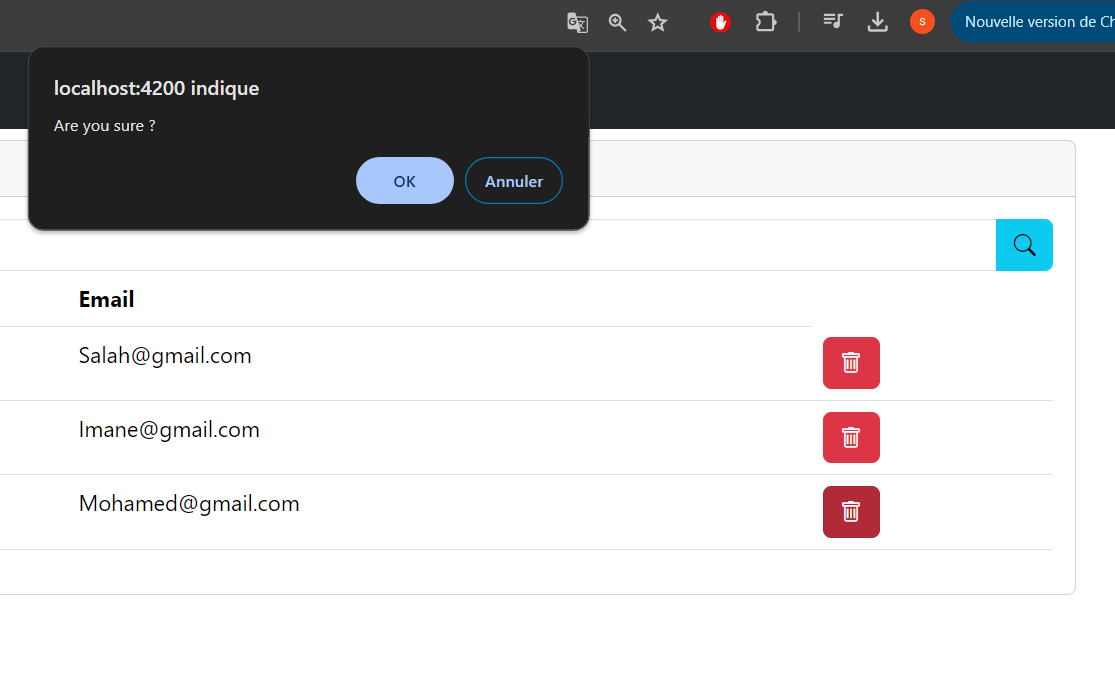 S
Nouvelle version de Ch
localhost:4200 indique
Are you sure ?
OK Annuler
Email
Salah@gmail.com
Imane@gmail.com
Mohamed@gmail.com